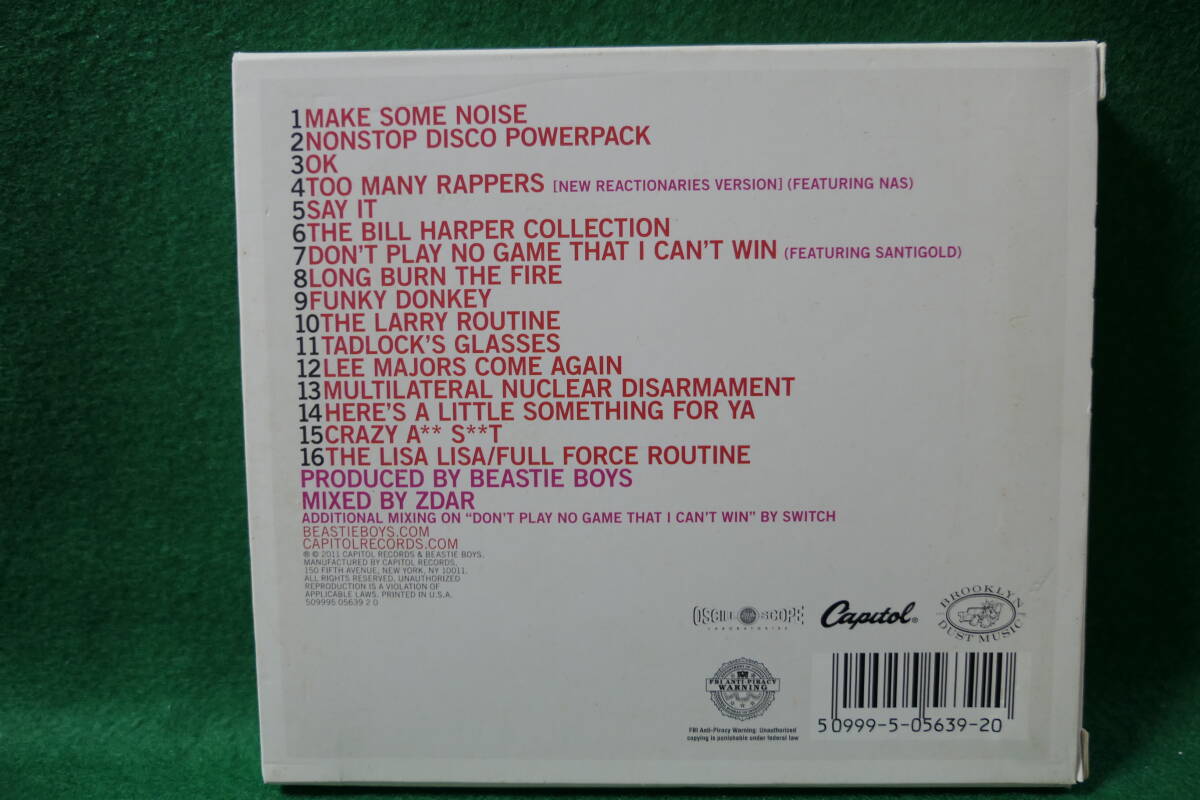 1 MAKE SOME NOISE
2 NONSTOP DISCO POWERPACK
3 OK
4 TOO MANY RAPPERS [NEW REACTIONARIES VERSION] (FEATURING NAS)
5 SAY IT
6 THE BILL HARPER COLLECTION
7 DON'T PLAY NO GAME THAT I CAN'T WIN (FEATURING SANTIGOLD)
8 LONG BURN THE FIRE
9 FUNKY DONKEY
10 THE LARRY ROUTINE
11 TADLOCK'S GLASSES
12 LEE MAJORS COME AGAIN
13 MULTILATERAL NUCLEAR DISARMAMENT
14 HERE'S A LITTLE SOMETHING FOR YA
15 CRAZY A** S**T
16 THE LISA LISA/FULL FORCE ROUTINE
PRODUCED BY BEASTIE BOYS
MIXED BY ZDAR
ADDITIONAL MIXING ON "DON'T PLAY NO GAME THAT I CAN'T WIN" BY SWITCH
BEASTIEBOYS.COM
CAPITOLRECORDS.COM
℗ © 2011 CAPITOL RECORDS & BEASTIE BOYS.
MANUFACTURED BY CAPITOL RECORDS,
150 FIFTH AVENUE, NEW YORK, NY 10011.
ALL RIGHTS RESERVED. UNAUTHORIZED
REPRODUCTION IS A VIOLATION OF
APPLICABLE LAWS. PRINTED IN U.S.A.
509995 05639 2 0
OSCILLOSCOPE
LABORATORIES
Capitol®
BROOKLYN
DUST MUSIC
FBI ANTI-PIRACY
WARNING
FBI Anti-Piracy Warning: Unauthorized
copying is punishable under federal law
5 0999-5-05639-20